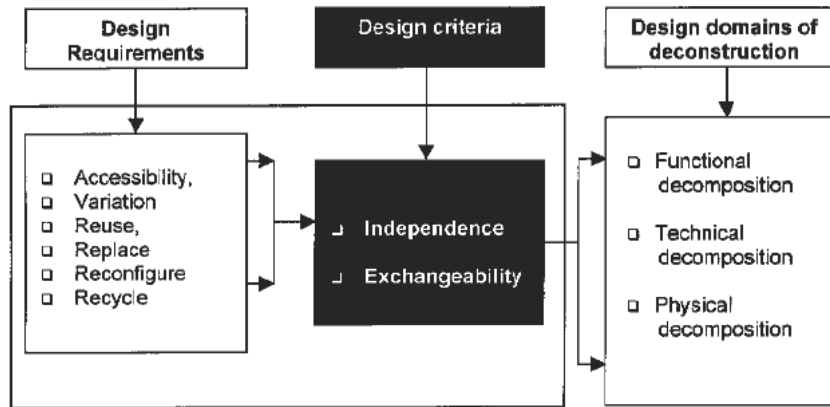 Design
Requirements
Design criteria
Design domains of
deconstruction
Accessibility,
Variation
Reuse,
Replace
Reconfigure
Recycle
Independence
Exchangeability
Functional
decomposition
Technical
decomposition
Physical
decomposition